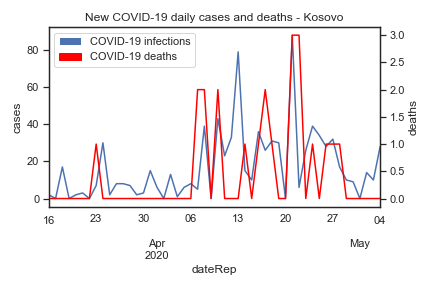 New COVID-19 daily cases and deaths - Kosovo
COVID-19 infections
COVID-19 deaths
cases
80
60
40
20
0
deaths
3.0
2.5
2.0
1.5
1.0
0.5
0.0
16 23 30 06 13 20 27 04
Apr May
2020
dateRep